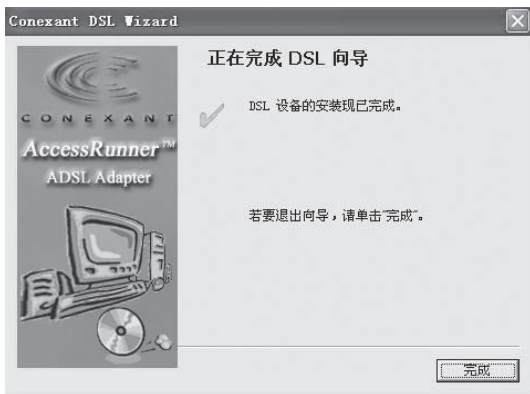 Conexant DSL Wizard
CONEXANT
AccessRunner™
ADSL Adapter
正在完成 DSL 向导
DSL 设备的安装现已完成。
若要退出向导，请单击"完成"。
完成